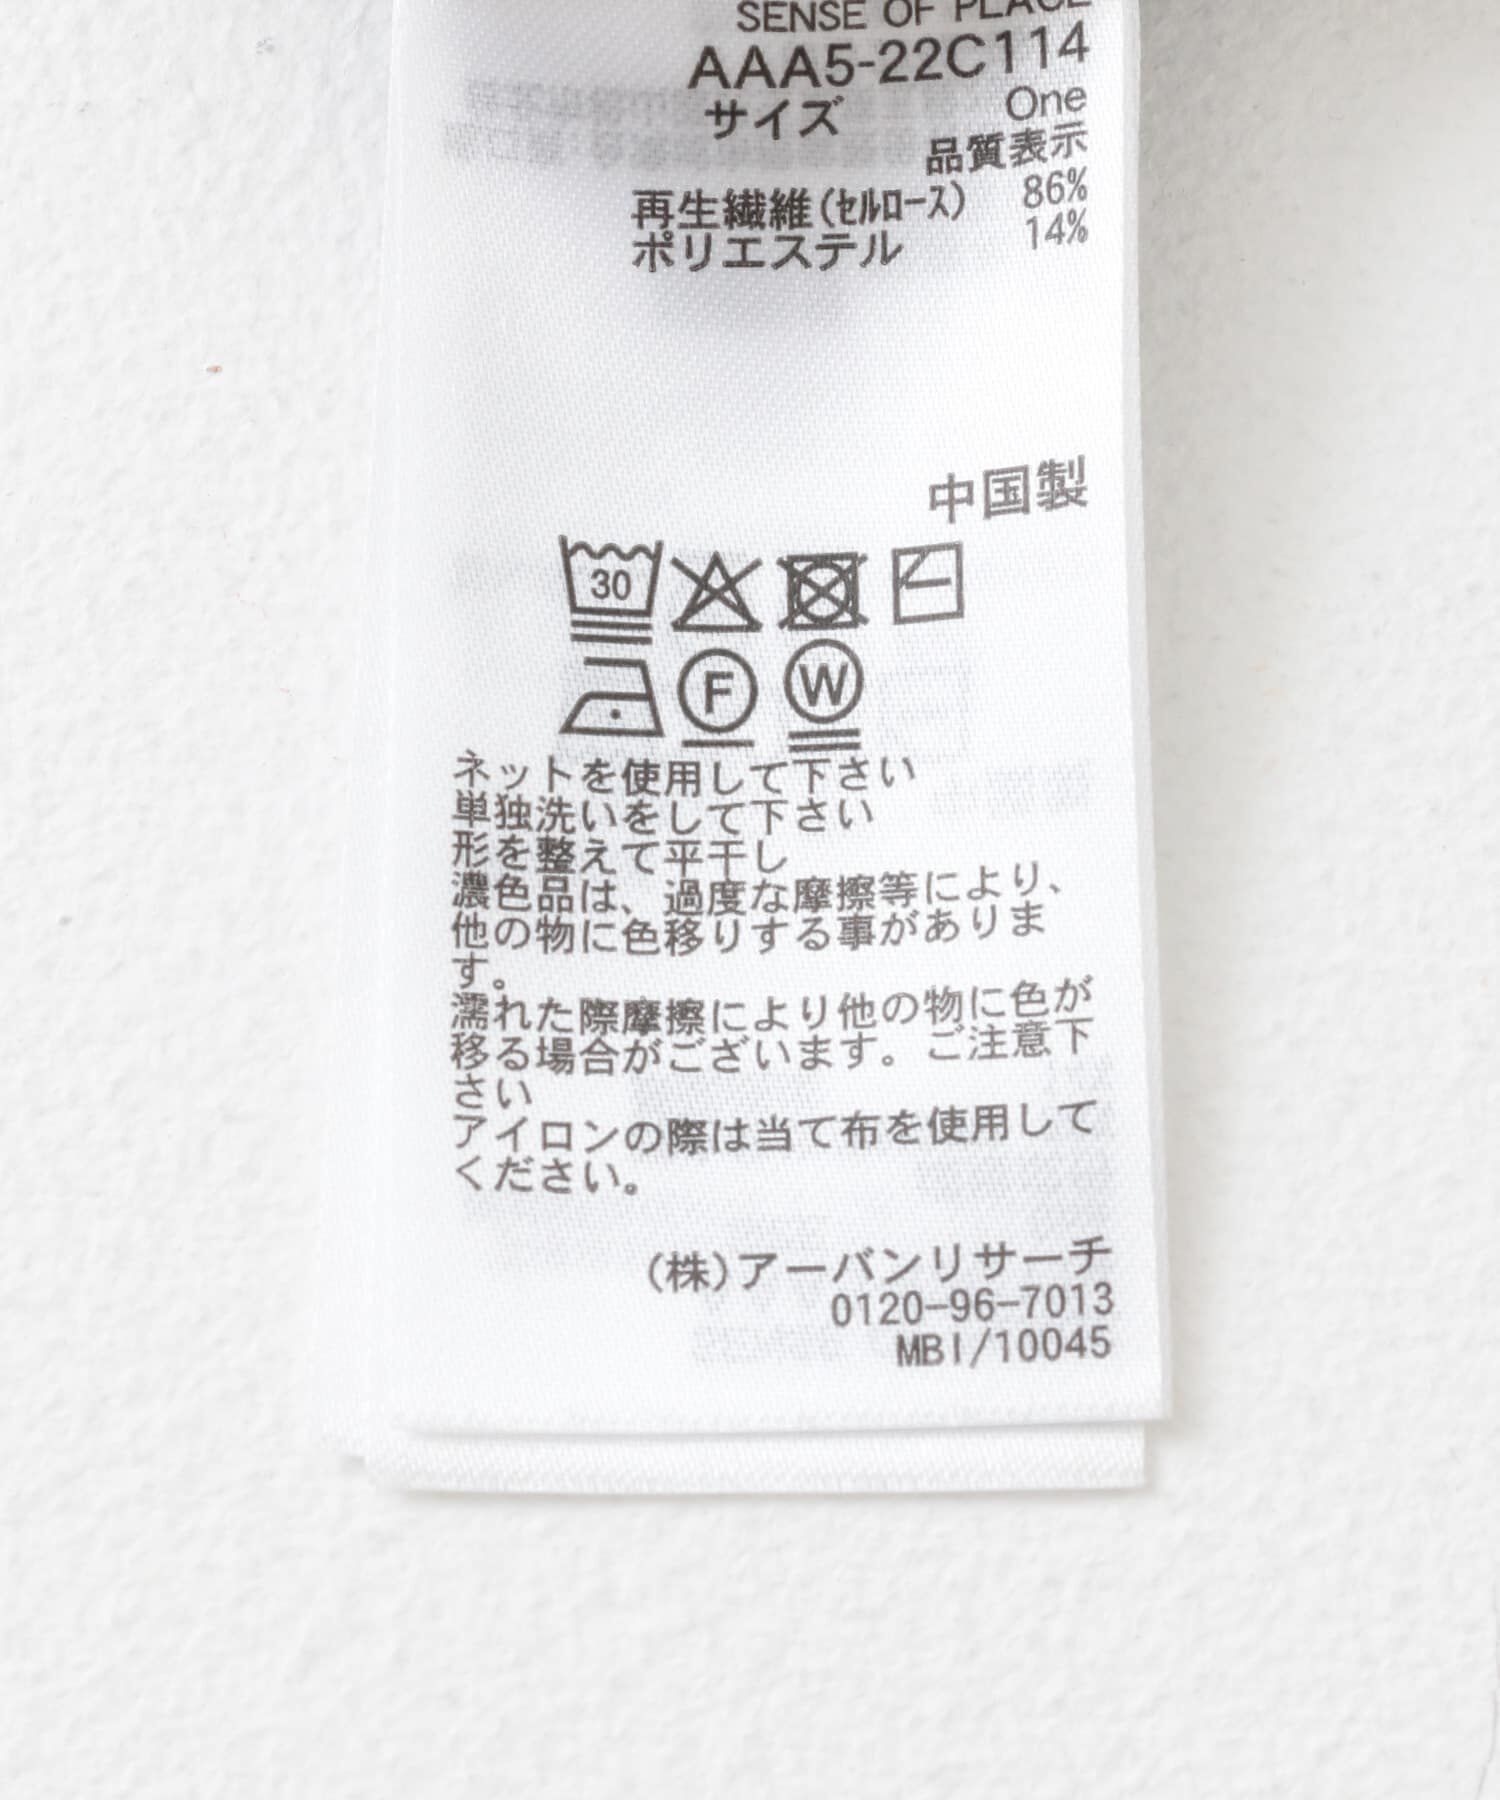 SENSE OF PLACE
AAA5-22C114
サイズ One
品質表示
再生繊維(セルロース) 86%
ポリエステル 14%
中国製
30
F W
ネットを使用して下さい
単独洗いをして下さい
形を整えて平干し
濃色品は、過度な摩擦等により、
他の物に色移りする事がありま
す。
濡れた際摩擦により他の物に色が
移る場合がございます。ご注意下
さい
アイロンの際は当て布を使用して
ください。
(株)アーバンリサーチ
0120-96-7013
MBI/10045